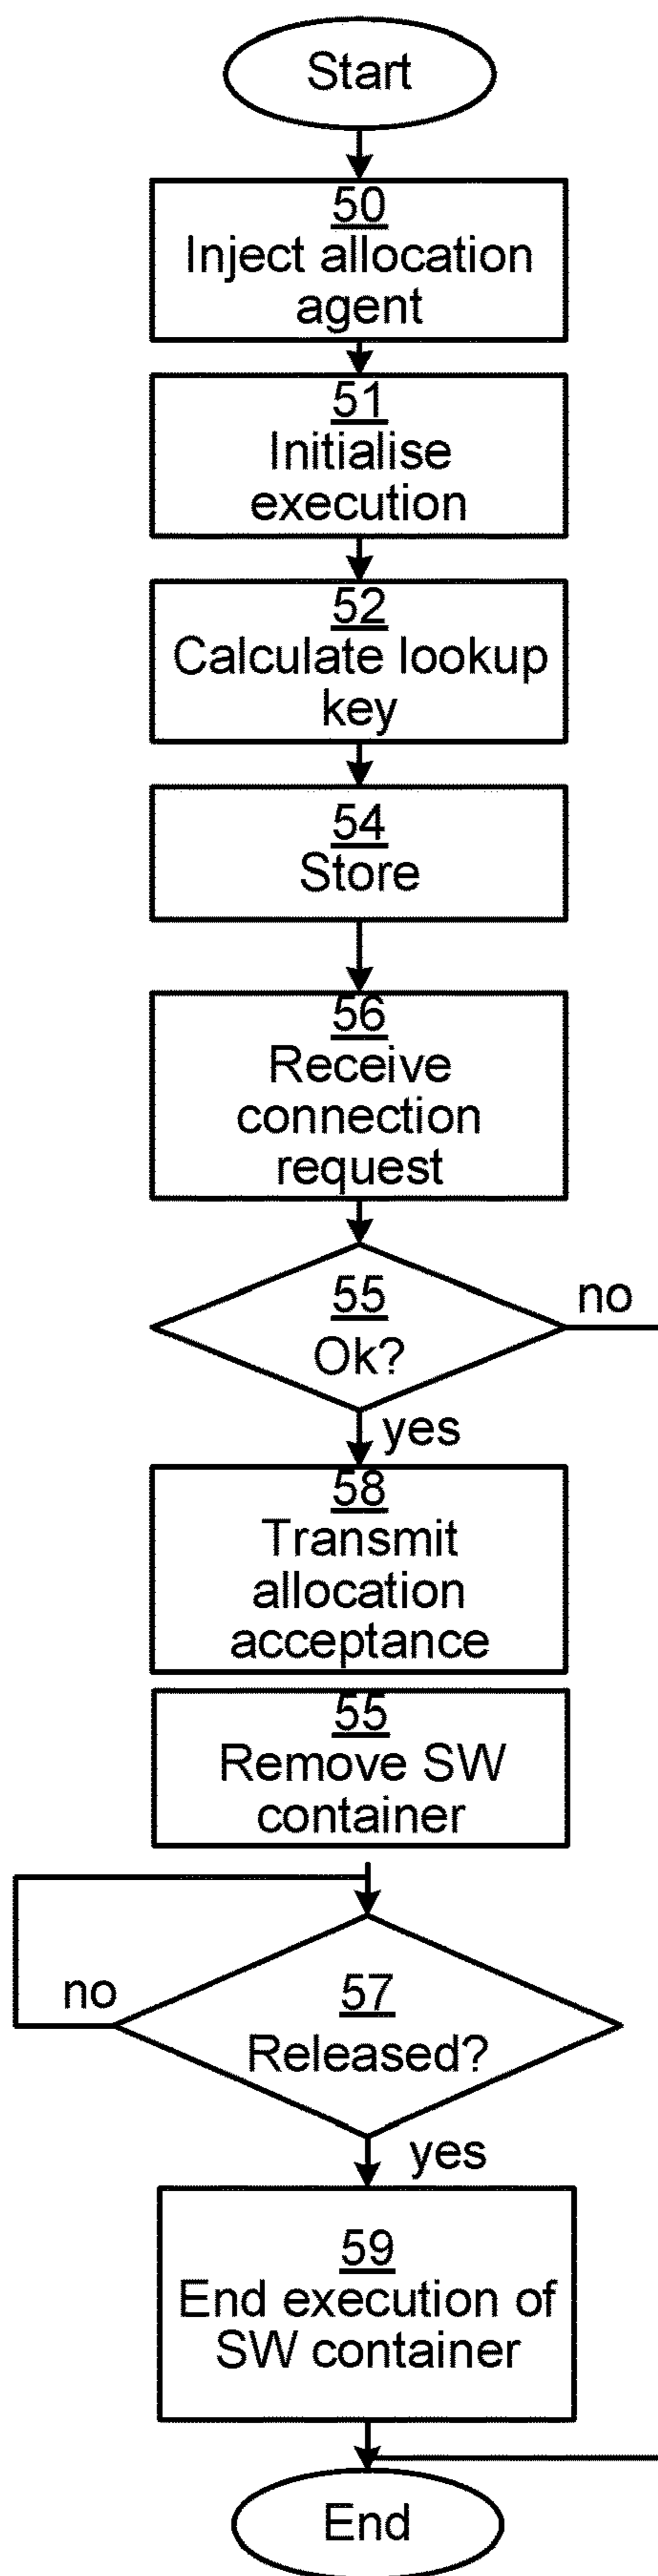 Start
50
Inject allocation
agent
51
Initialise
execution
52
Calculate lookup
key
54
Store
56
Receive
connection
request
55
Ok?
no
yes
58
Transmit
allocation
acceptance
55
Remove SW
container
no
57
Released?
yes
59
End execution of
SW container
End